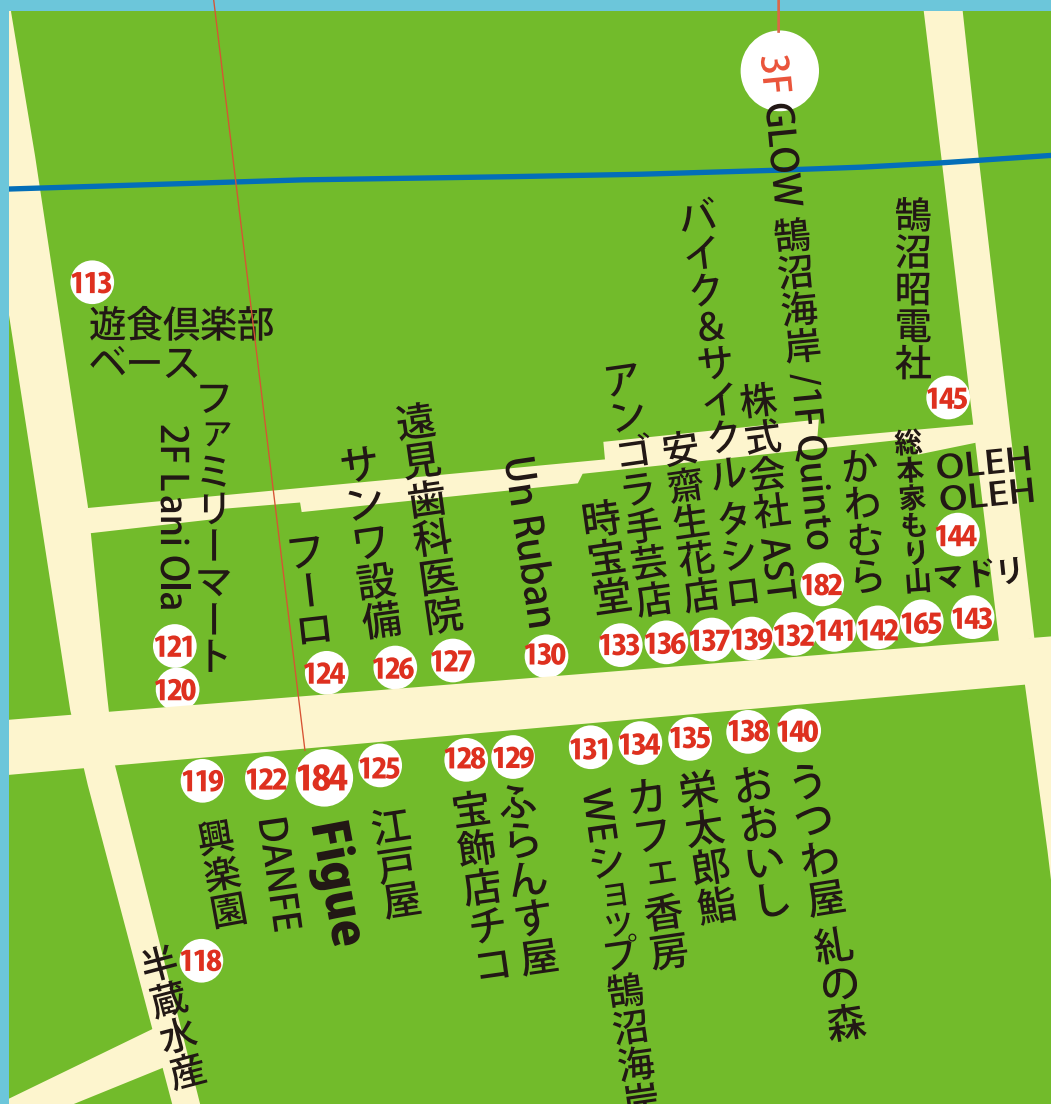 3F GLOW 鵠沼海岸 /1F Quinto
182
鵠沼昭電社
145
113
遊食倶楽部
ベース
ファミリーマート
120
2F Lani Ola
121
フーロ
124
サンワ設備
126
遠見歯科医院
127
Un Ruban
130
時宝堂
133
アンゴラ手芸店
136
安齋生花店
137
バイク&サイクルタシロ
139
株式会社 AST
132
141
かわむら
142
総本家もり山
165
OLEH
OLEH
144
マドリ
143
119
興楽園
122
DANFE
184
Figue
125
江戸屋
128
宝飾店チコ
129
ふらんす屋
131
WEショップ鵠沼海岸
134
カフェ香房
135
栄太郎鮨
138
おおいし
140
うつわ屋 糺の森
118
半蔵水産